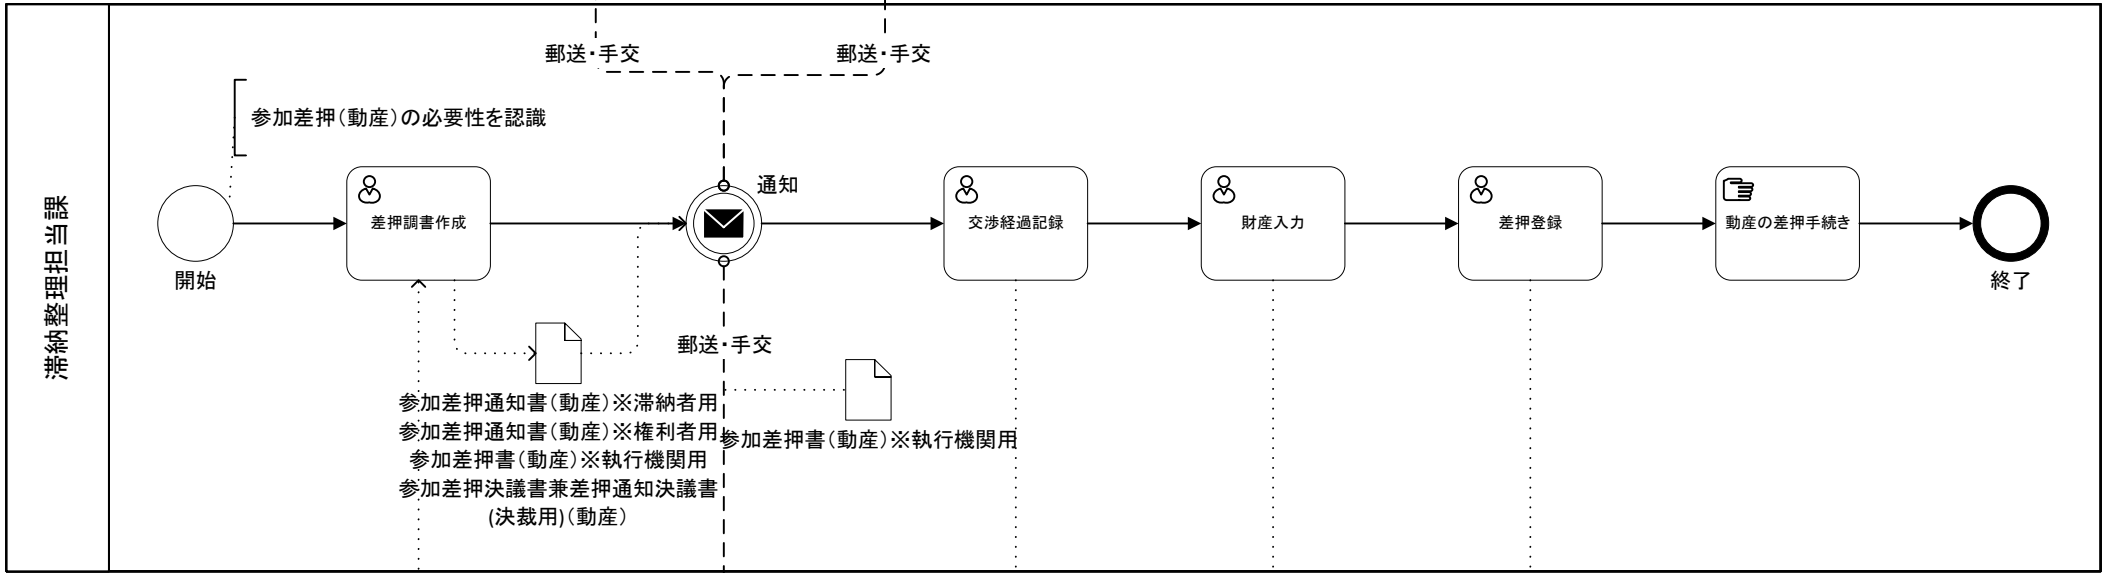 滞納整理担当課
郵送・手交
郵送・手交
参加差押（動産）の必要性を認識
開始
差押調書作成
通知
交渉経過記録
財産入力
差押登録
動産の差押手続き
終了
郵送・手交
参加差押通知書（動産）※滞納者用
参加差押通知書（動産）※権利者用
参加差押書（動産）※執行機関用
参加差押決議書兼差押通知決議書
(決裁用)（動産）
参加差押書（動産）※執行機関用